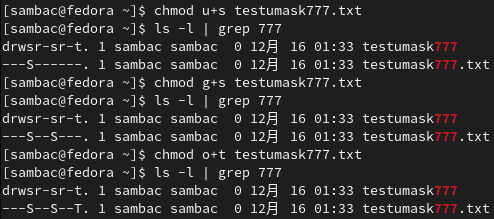 [sambac@fedora ~]$ chmod u+s testumask777.txt
[sambac@fedora ~]$ ls -l | grep 777
drwsr-sr-t. 1 sambac sambac  0 12月 16 01:33 testumask777
---S------. 1 sambac sambac  0 12月 16 01:33 testumask777.txt
[sambac@fedora ~]$ chmod g+s testumask777.txt
[sambac@fedora ~]$ ls -l | grep 777
drwsr-sr-t. 1 sambac sambac  0 12月 16 01:33 testumask777
---S--S---. 1 sambac sambac  0 12月 16 01:33 testumask777.txt
[sambac@fedora ~]$ chmod o+t testumask777.txt
[sambac@fedora ~]$ ls -l | grep 777
drwsr-sr-t. 1 sambac sambac  0 12月 16 01:33 testumask777
---S--S--T. 1 sambac sambac  0 12月 16 01:33 testumask777.txt